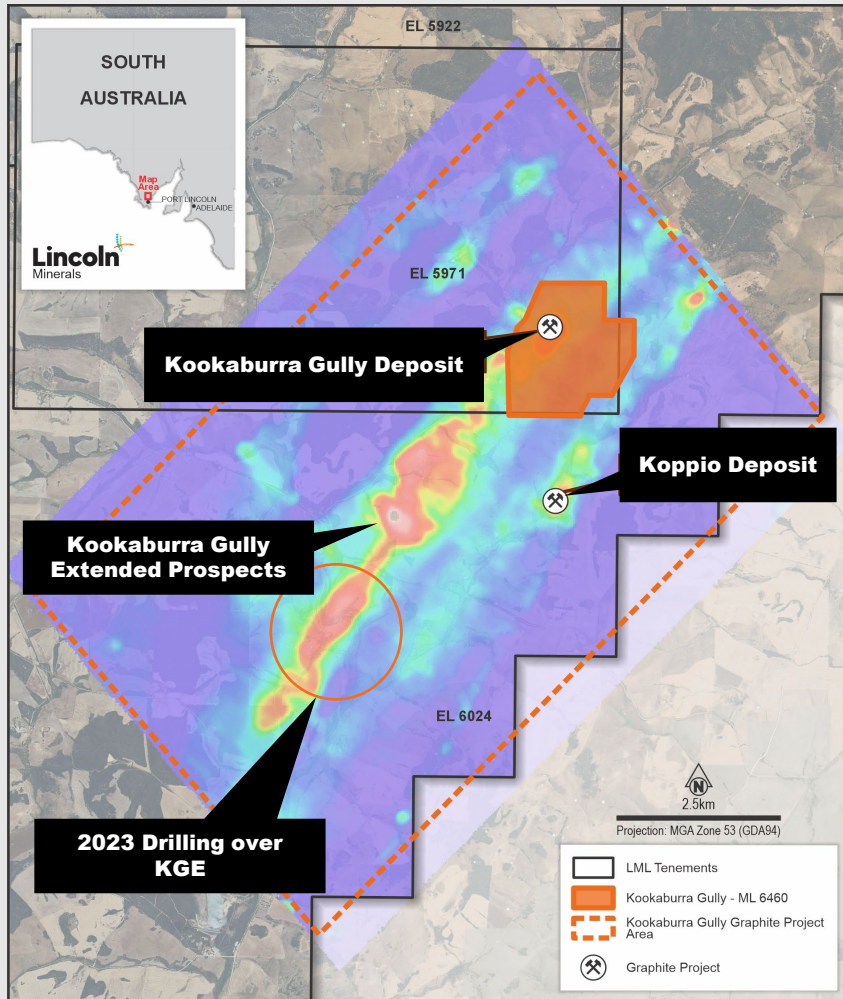 EL 5922
SOUTH
AUSTRALIA
Map
Area
PORT LINCOLN
ADELAIDE
Lincoln
Minerals
EL 5971
Kookaburra Gully Deposit
Koppio Deposit
Kookaburra Gully
Extended Prospects
EL 6024
2023 Drilling over
KGE
N
2.5km
Projection: MGA Zone 53 (GDA94)
LML Tenements
Kookaburra Gully - ML 6460
Kookaburra Gully Graphite Project
Area
Graphite Project